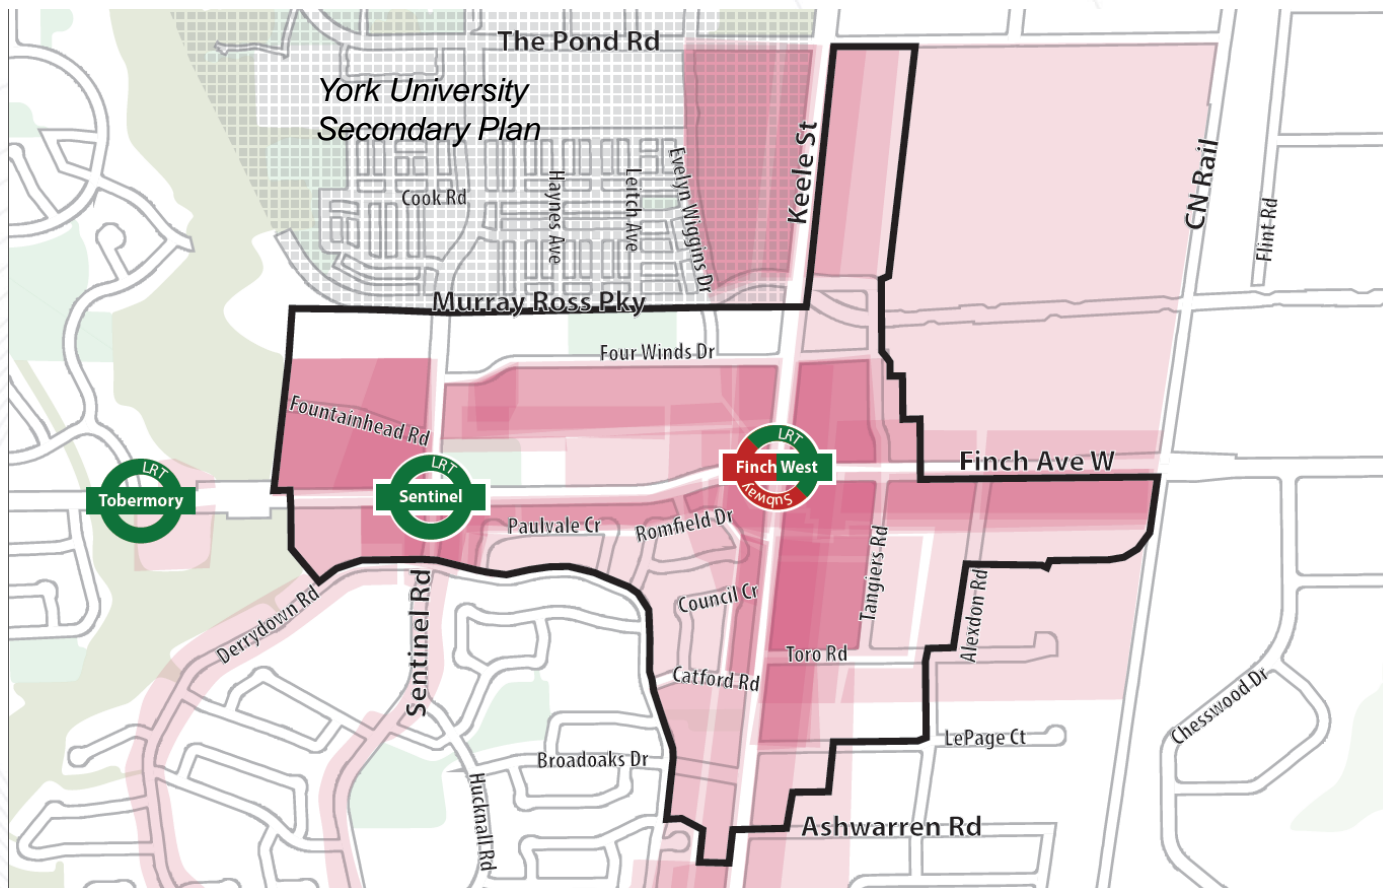 The Pond Rd
York University
Secondary Plan
Keele St
CN Rail
Flint Rd
Evelyn Wiggins Dr
Cook Rd
Haynes Ave
Leitch Ave
Murray Ross Pky
Four Winds Dr
Fountainhead Rd
LRT
Finch West
Subway
Finch Ave W
LRT
Sentinel
LRT
Tobermory
Paulvale Cr
Romfield Dr
Tangiers Rd
Alexdon Rd
Council Cr
Derrydown Rd
Sentinel Rd
Toro Rd
Catford Rd
Chesswood Dr
LePage Ct
Broadoaks Dr
Hucknall Rd
Ashwarren Rd